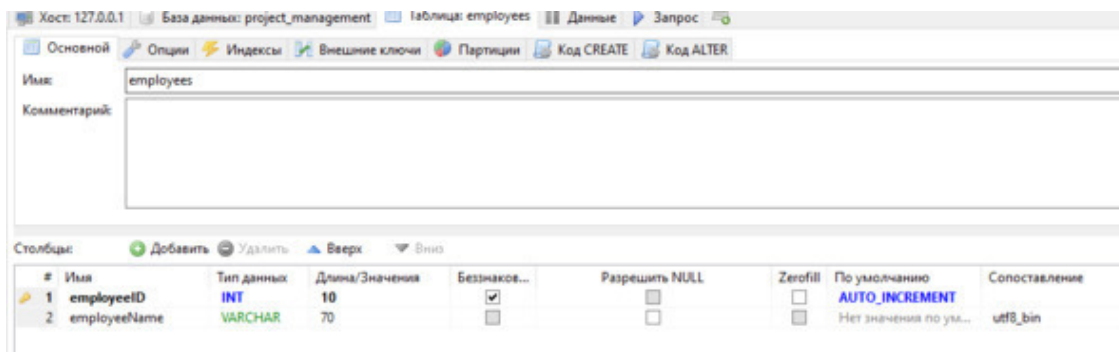 Хост: 127.0.0.1 База данных: project_management Таблица: employees Данные Запрос
Основной Опции Индексы Внешние ключи Партиции Код CREATE Код ALTER
Имя: employees
Комментарий:
Столбцы: Добавить Удалить Вверх Вниз
# Имя Тип данных Длина/Значения Беззнаков... Разрешить NULL Zerofill По умолчанию Сопоставление
1 employeeID INT 10 AUTO_INCREMENT
2 employeeName VARCHAR 70 Нет значения по ум... utf8_bin